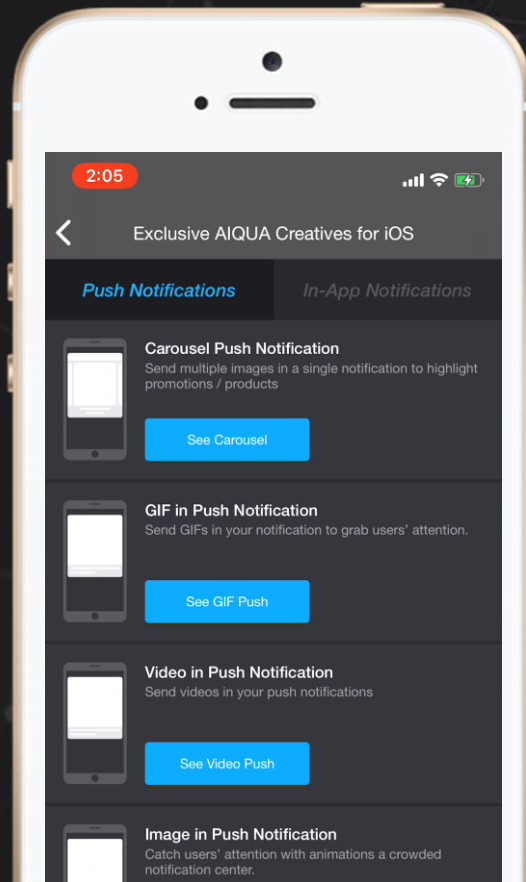 2:05
Exclusive AIQUA Creatives for iOS
Push Notifications
In-App Notifications
Carousel Push Notification
Send multiple images in a single notification to highlight
promotions / products
See Carousel
GIF in Push Notification
Send GIFs in your notification to grab users' attention.
See GIF Push
Video in Push Notification
Send videos in your push notifications
See Video Push
Image in Push Notification
Catch users' attention with animations a crowded
notification center.